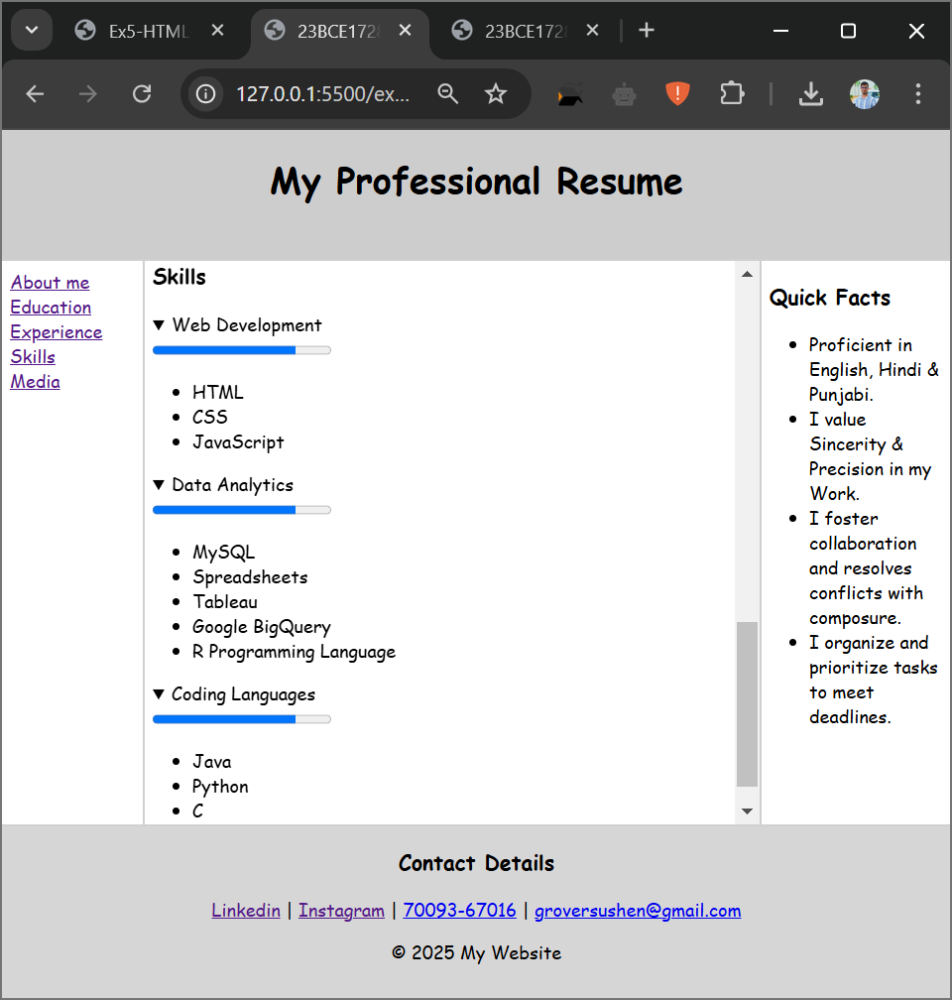 Ex5-HTML-
23BCE1728
23BCE1728
127.0.0.1:5500/ex...
My Professional Resume
About me
Education
Experience
Skills
Media
Skills
Web Development
HTML
CSS
JavaScript
Data Analytics
MySQL
Spreadsheets
Tableau
Google BigQuery
R Programming Language
Coding Languages
Java
Python
C
Quick Facts
Proficient in
English, Hindi &
Punjabi.
I value
Sincerity &
Precision in my
Work.
I foster
collaboration
and resolves
conflicts with
composure.
I organize and
prioritize tasks
to meet
deadlines.
Contact Details
Linkedin | Instagram | 70093-67016 | groversushen@gmail.com
© 2025 My Website